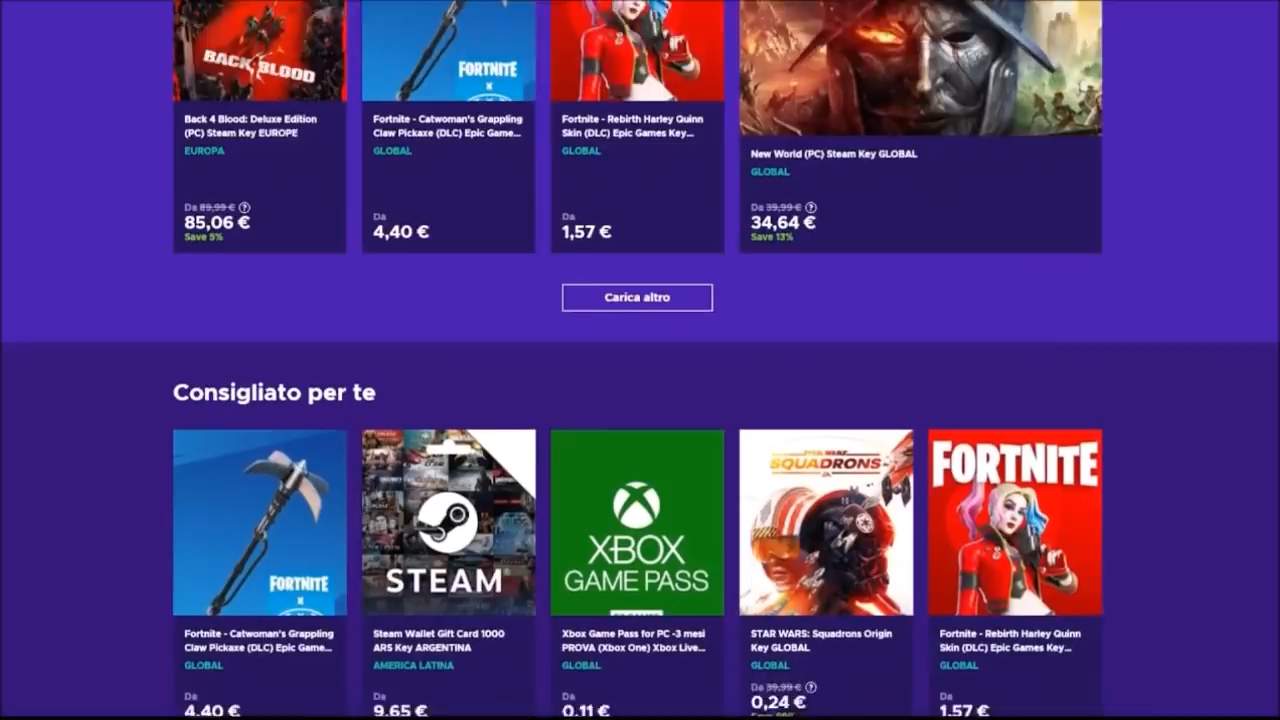 BACK 4 BLOOD
FORTNITE
X
Back 4 Blood: Deluxe Edition
(PC) Steam Key EUROPE
EUROPA
Da 89,99 €
85,06 €
Save 5%
Fortnite - Catwoman's Grappling
Claw Pickaxe (DLC) Epic Game...
GLOBAL
Da
4,40 €
Fortnite - Rebirth Harley Quinn
Skin (DLC) Epic Games Key...
GLOBAL
Da
1,57 €
New World (PC) Steam Key GLOBAL
GLOBAL
Da 39,99 €
34,64 €
Save 13%
Carica altro
Consigliato per te
FORTNITE
X
STEAM
XBOX
GAME PASS
STAR WARS
SQUADRONS
FORTNITE
Fortnite - Catwoman's Grappling
Claw Pickaxe (DLC) Epic Game...
GLOBAL
Da
4,40 €
Steam Wallet Gift Card 1000
ARS Key ARGENTINA
AMERICA LATINA
Da
9,65 €
Xbox Game Pass for PC -3 mesi
PROVA (Xbox One) Xbox Live...
GLOBAL
Da
0,11 €
STAR WARS: Squadrons Origin
Key GLOBAL
GLOBAL
Da 39,99 €
0,24 €
Fortnite - Rebirth Harley Quinn
Skin (DLC) Epic Games Key...
GLOBAL
Da
1,57 €